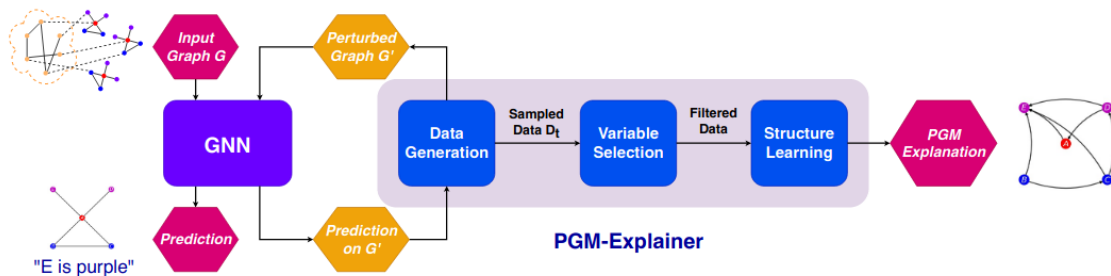 Input
Graph G
Perturbed
Graph G'
GNN
Data
Generation
Sampled
Data Dt
Variable
Selection
Filtered
Data
Structure
Learning
PGM
Explanation
E
D
A
B
C
Prediction
Prediction
on G'
PGM-Explainer
"E is purple"